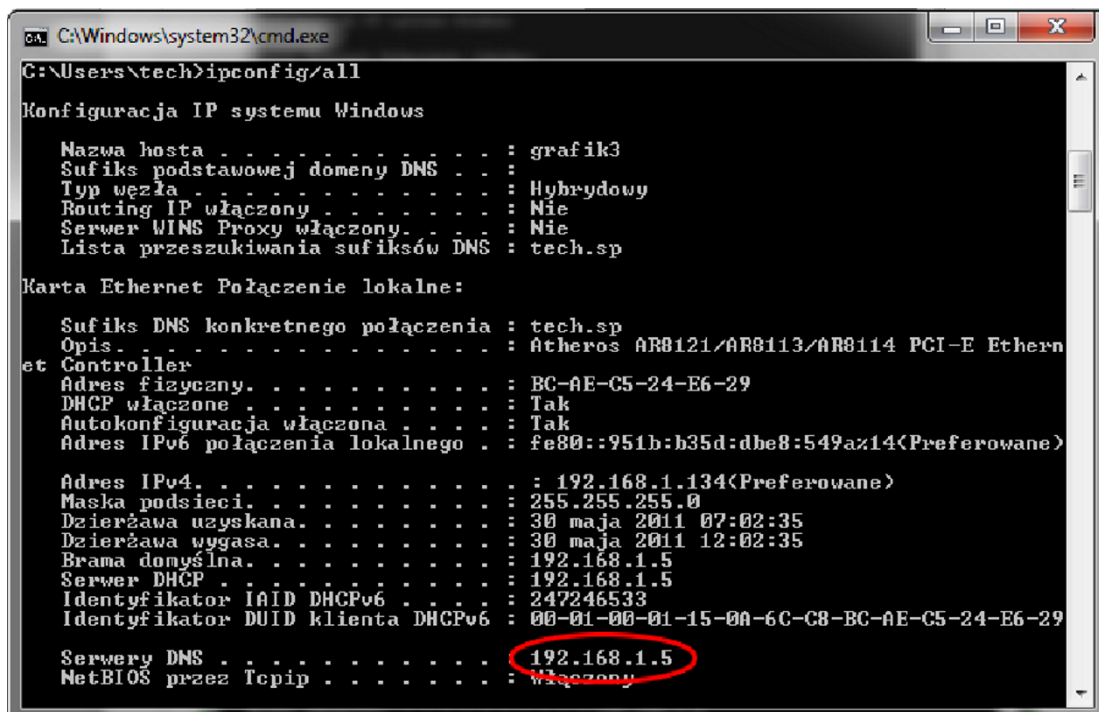 C:\Windows\system32\cmd.exe
C:\Users\tech>ipconfig/all
Konfiguracja IP systemu Windows
Nazwa hosta . . . . . . . . . . . : grafik3
Sufiks podstawowej domeny DNS . . :
Typ węzła . . . . . . . . . . . . : Hybrydowy
Routing IP włączony . . . . . . . : Nie
Serwer WINS Proxy włączony. . . . : Nie
Lista przeszukiwania sufiksów DNS : tech.sp
Karta Ethernet Połączenie lokalne:
Sufiks DNS konkretnego połączenia : tech.sp
Opis. . . . . . . . . . . . . . . : Atheros AR8121/AR8113/AR8114 PCI-E Ethern
et Controller
Adres fizyczny. . . . . . . . . . : BC-AE-C5-24-E6-29
DHCP włączone . . . . . . . . . . : Tak
Autokonfiguracja włączona . . . . : Tak
Adres IPv6 połączenia lokalnego . : fe80::951b:b35d:dbe8:549a%14(Preferowane)
Adres IPv4. . . . . . . . . . . . . : 192.168.1.134(Preferowane)
Maska podsieci. . . . . . . . . . : 255.255.255.0
Dzierżawa uzyskana. . . . . . . . : 30 maja 2011 07:02:35
Dzierżawa wygasa. . . . . . . . . : 30 maja 2011 12:02:35
Brama domyślna. . . . . . . . . . : 192.168.1.5
Serwer DHCP . . . . . . . . . . . : 192.168.1.5
Identyfikator IAID DHCPv6 . . . . : 247246533
Identyfikator DUID klienta DHCPv6 : 00-01-00-01-15-0A-6C-C8-BC-AE-C5-24-E6-29
Serwery DNS . . . . . . . . . . . : 192.168.1.5
NetBIOS przez Tcpip . . . . . . . : Włączony